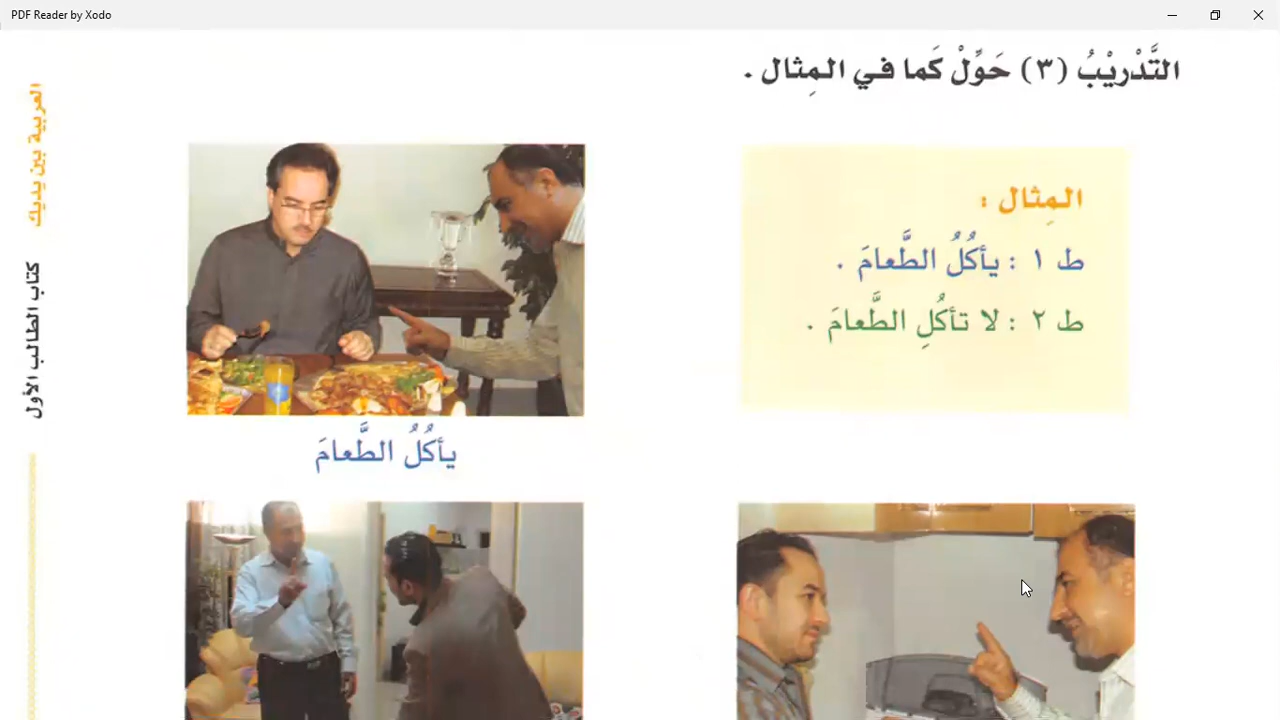 PDF Reader by Xodo
التَّدْريْبُ (٣) حَوِّلْ كَما في المِثال .
المِثال :
ط ١ : يأكُلُ الطَّعامَ .
ط ٢ : لا تأكُلِ الطَّعامَ .
يأكُلُ الطَّعامَ
العربية بين يديك
كتاب الطالب الأول